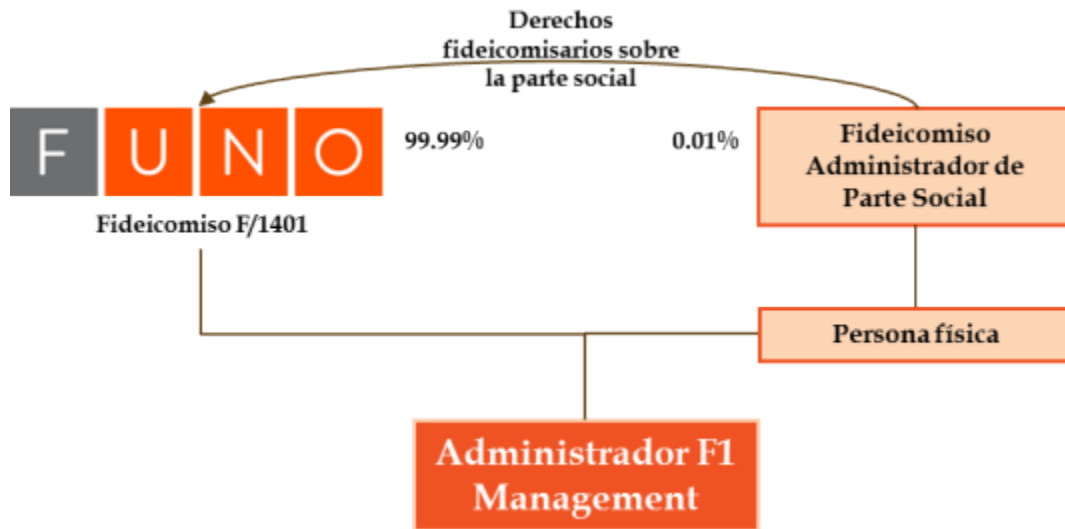 Derechos
fideicomisarios sobre
la parte social
FUNO
99.99%
0.01%
Fideicomiso
Administrador de
Parte Social
Fideicomiso F/1401
Persona física
Administrador F1
Management